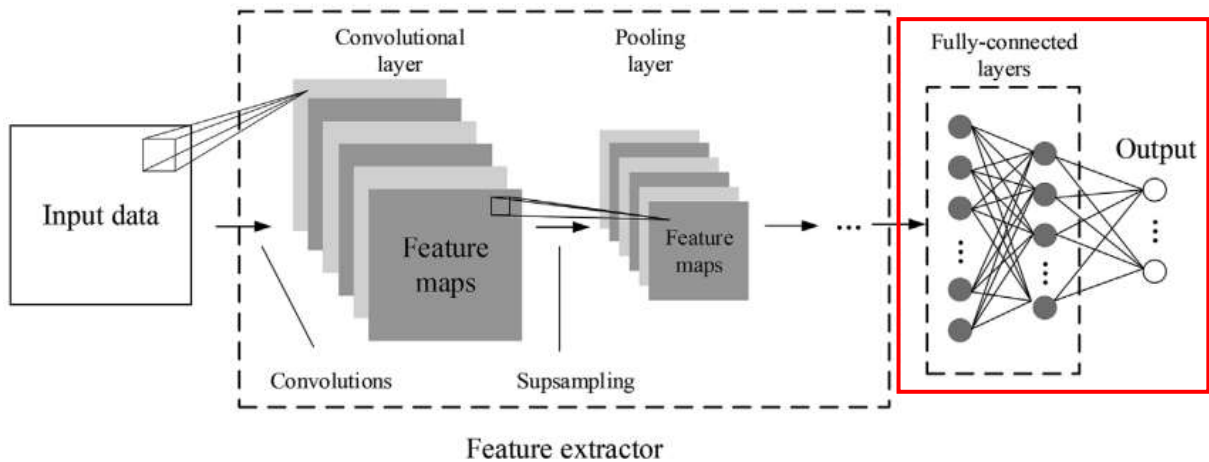 Convolutional
layer
Pooling
layer
Fully-connected
layers
Input data
Feature
maps
Feature
maps
...
Output
Convolutions
Supsampling
Feature extractor